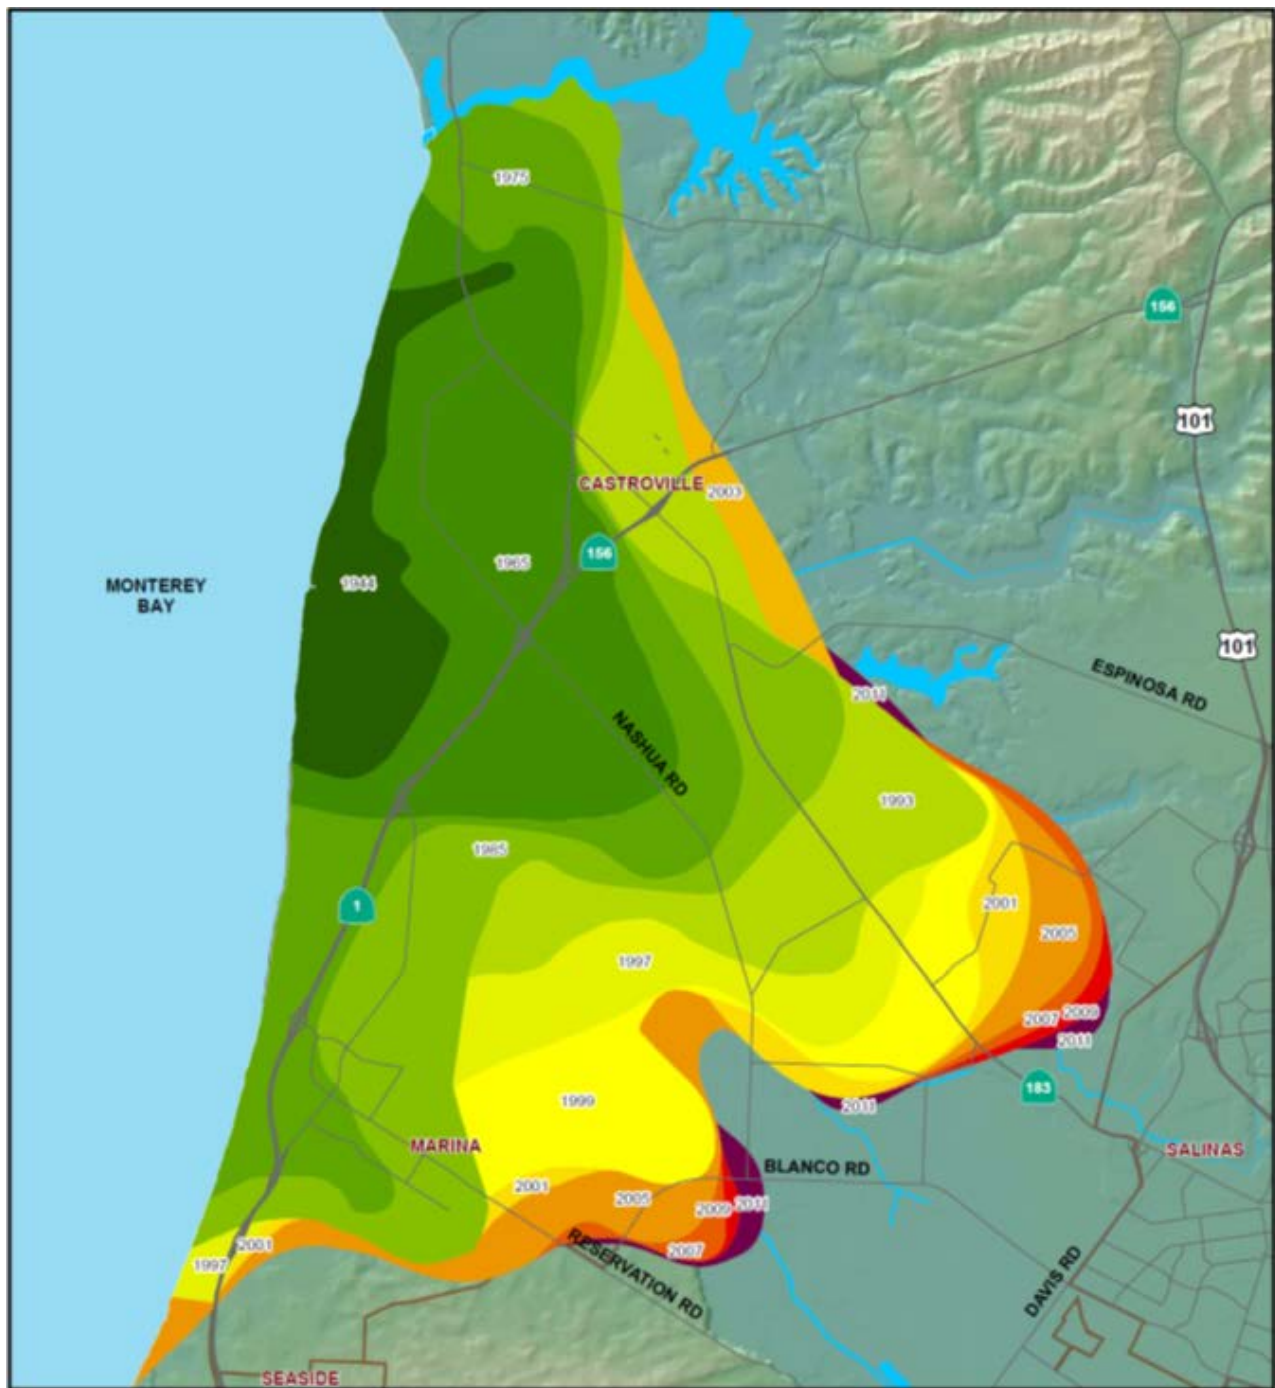 1975
156
101
CASTROVILLE
2003
156
1965
1944
MONTEREY
BAY
101
ESPINOSA RD
2011
NASHUA RD
1993
1985
1
2001
2005
1997
2007
2009
2011
183
1999
2011
MARINA
SALINAS
BLANCO RD
2001
2005
2009
2011
2001
2007
1997
RESERVATION RD
DAVIS RD
SEASIDE